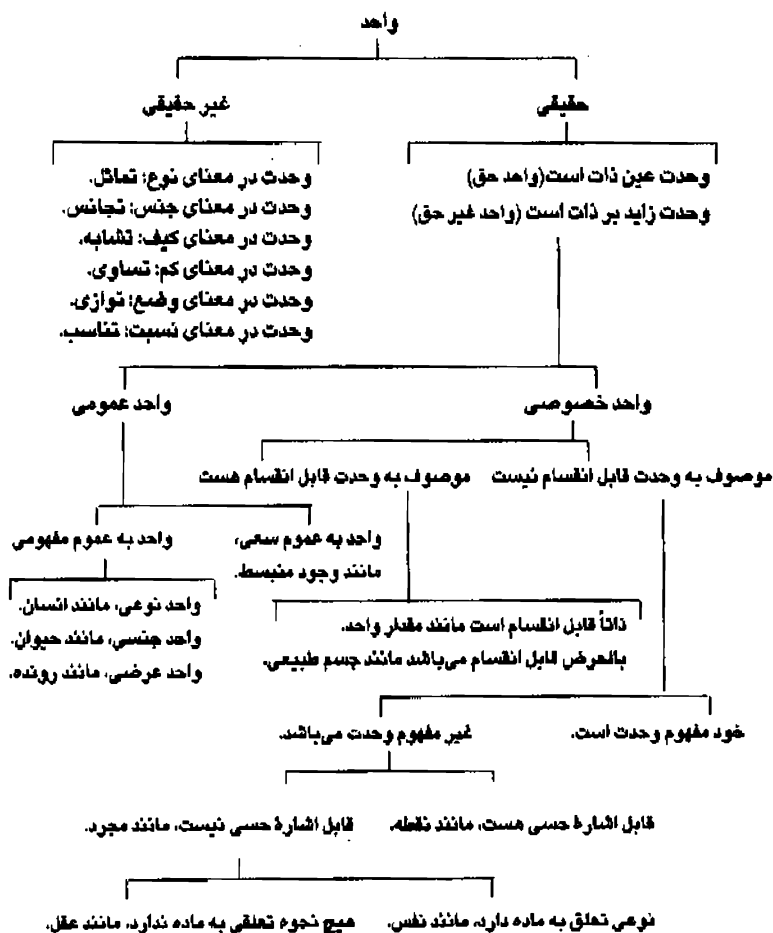 واحد
حقیقی
غیر حقیقی
وحدت عین ذات است(واحد حق)
وحدت زاید بر ذات است (واحد غیر حق)
وحدت در معنای نوع: تماثل.
وحدت در معنای جنس: تجانس.
وحدت در معنای کیف: تشابه.
وحدت در معنای کم: تساوی.
وحدت در معنای وضع: توازی.
وحدت در معنای نسبت: تناسب.
واحد خصوصی
واحد عمومی
موصوف به وحدت قابل انقسام نیست
موصوف به وحدت قابل انقسام هست
واحد به عموم سعی،
مانند وجود منبسط.
واحد به عموم مفهومی
واحد نوعی، مانند انسان.
واحد جنسی، مانند حیوان.
واحد عرضی، مانند رونده.
ذاتاً قابل انقسام است مانند مقدار واحد.
بالعرض قابل انقسام می‌باشد مانند جسم طبیعی.
خود مفهوم وحدت است.
غیر مفهوم وحدت می‌باشد.
قابل اشارهٔ حسی هست، مانند نقطه.
قابل اشارهٔ حسی نیست، مانند مجرد.
نوعی تعلق به ماده دارد، مانند نفس.
هیچ نحوه تعلقی به ماده ندارد، مانند عقل.